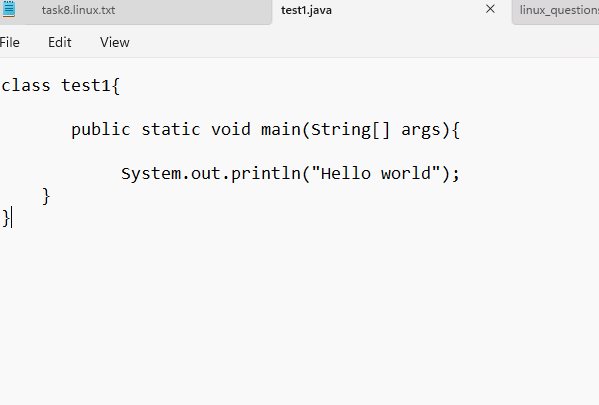 task8.linux.txt test1.java linux_questions
File Edit View
class test1{
public static void main(String[] args){
System.out.println("Hello world");
}
}